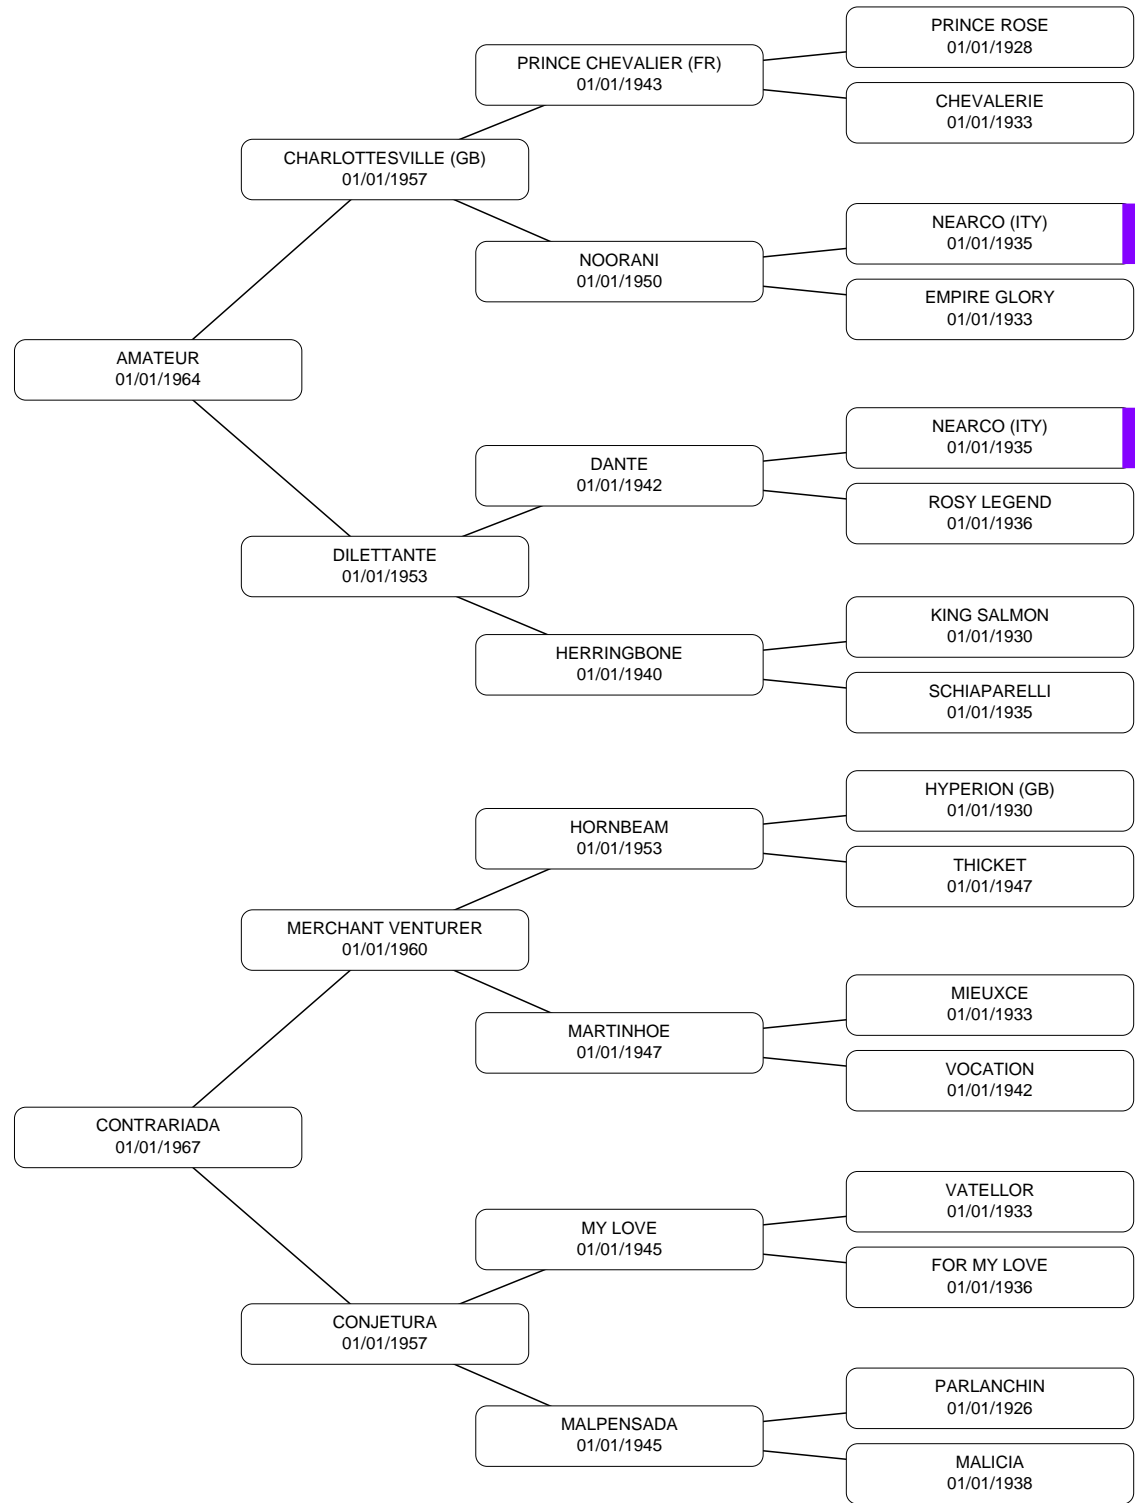 PRINCE ROSE
01/01/1928
PRINCE CHEVALIER (FR)
01/01/1943
CHEVALERIE
01/01/1933
CHARLOTTESVILLE (GB)
01/01/1957
NEARCO (ITY)
01/01/1935
NOORANI
01/01/1950
EMPIRE GLORY
01/01/1933
AMATEUR
01/01/1964
NEARCO (ITY)
01/01/1935
DANTE
01/01/1942
ROSY LEGEND
01/01/1936
DILETTANTE
01/01/1953
KING SALMON
01/01/1930
HERRINGBONE
01/01/1940
SCHIAPARELLI
01/01/1935
HYPERION (GB)
01/01/1930
HORNBEAM
01/01/1953
THICKET
01/01/1947
MERCHANT VENTURER
01/01/1960
MIEUXCE
01/01/1933
MARTINHOE
01/01/1947
VOCATION
01/01/1942
CONTRARIADA
01/01/1967
VATELLOR
01/01/1933
MY LOVE
01/01/1945
FOR MY LOVE
01/01/1936
CONJETURA
01/01/1957
PARLANCHIN
01/01/1926
MALPENSADA
01/01/1945
MALICIA
01/01/1938